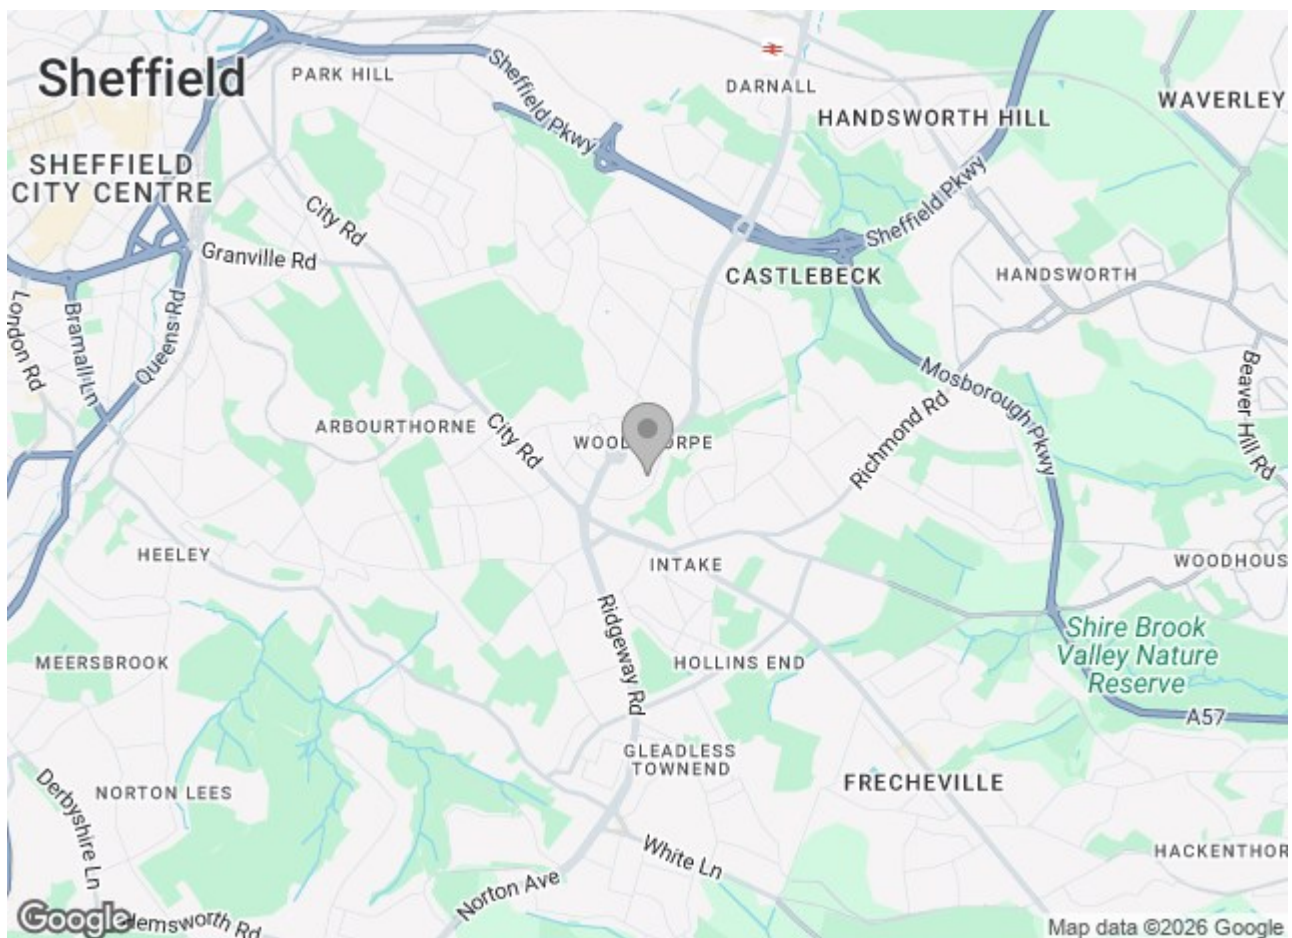 Sheffield
PARK HILL
Sheffield Pkwy
DARNALL
HANDSWORTH HILL
WAVERLEY
SHEFFIELD
CITY CENTRE
City Rd
Granville Rd
Sheffield Pkwy
CASTLEBECK
HANDSWORTH
London Rd
Bramall Ln
Queens Rd
Mosborough Pkwy
Beaver Hill Rd
ARBOURTHORNE
City Rd
Richmond Rd
HEELEY
INTAKE
WOODHOUS
Ridgeway Rd
Shire Brook
Valley Nature
Reserve
MEERSBROOK
HOLLINS END
A57
GLEADLESS
TOWNEND
FRECHEVILLE
Derbyshire Ln
NORTON LEES
White Ln
HACKENTHOR
Norton Ave
Google
Map data ©2026 Google